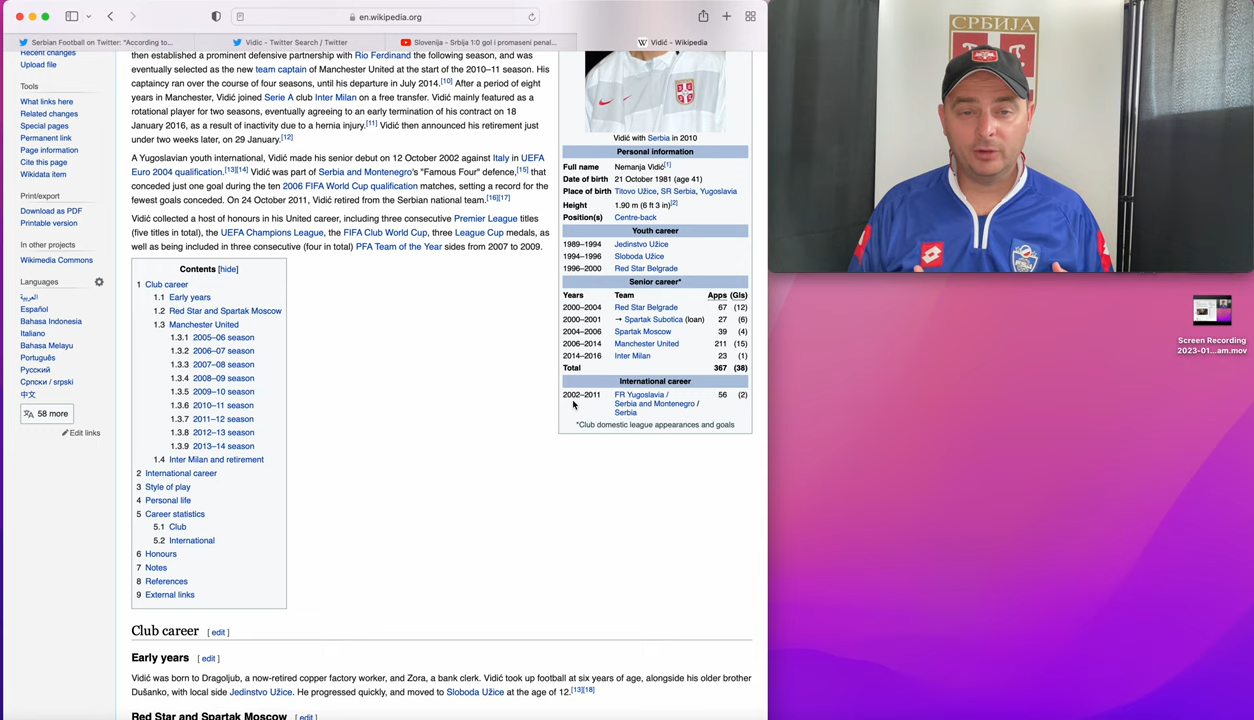 en.wikipedia.org
Serbian Football on Twitter: "According to...
Vidic - Twitter Search / Twitter
Slovenija - Srbija 1:0 gol i promaseni penal...
Vidić - Wikipedia
Recent changes
Upload file
Tools
What links here
Related changes
Special pages
Permanent link
Page information
Cite this page
Wikidata item
Print/export
Download as PDF
Printable version
In other projects
Wikimedia Commons
Languages
العربية
Español
Bahasa Indonesia
Italiano
Bahasa Melayu
Português
Русский
Српски / srpski
中文
58 more
Edit links
then established a prominent defensive partnership with Rio Ferdinand the following season, and was
eventually selected as the new team captain of Manchester United at the start of the 2010–11 season. His
captaincy ran over the course of four seasons, until his departure in July 2014.[10] After a period of eight
years in Manchester, Vidić joined Serie A club Inter Milan on a free transfer. Vidić mainly featured as a
rotational player for two seasons, eventually agreeing to an early termination of his contract on 18
January 2016, as a result of inactivity due to a hernia injury.[11] Vidić then announced his retirement just
under two weeks later, on 29 January.[12]
A Yugoslavian youth international, Vidić made his senior debut on 12 October 2002 against Italy in UEFA
Euro 2004 qualification.[13][14] Vidić was part of Serbia and Montenegro's "Famous Four" defence,[15] that
conceded just one goal during the ten 2006 FIFA World Cup qualification matches, setting a record for the
fewest goals conceded. On 24 October 2011, Vidić retired from the Serbian national team.[16][17]
Vidić collected a host of honours in his United career, including three consecutive Premier League titles
(five titles in total), the UEFA Champions League, the FIFA Club World Cup, three League Cup medals, as
well as being included in three consecutive (four in total) PFA Team of the Year sides from 2007 to 2009.
Contents [hide]
1 Club career
1.1 Early years
1.2 Red Star and Spartak Moscow
1.3 Manchester United
1.3.1 2005–06 season
1.3.2 2006–07 season
1.3.3 2007–08 season
1.3.4 2008–09 season
1.3.5 2009–10 season
1.3.6 2010–11 season
1.3.7 2011–12 season
1.3.8 2012–13 season
1.3.9 2013–14 season
1.4 Inter Milan and retirement
2 International career
3 Style of play
4 Personal life
5 Career statistics
5.1 Club
5.2 International
6 Honours
7 Notes
8 References
9 External links
Club career [ edit ]
Early years [ edit ]
Vidić was born to Dragoljub, a now-retired copper factory worker, and Zora, a bank clerk. Vidić took up football at six years of age, alongside his older brother
Dušanko, with local side Jedinstvo Užice. He progressed quickly, and moved to Sloboda Užice at the age of 12.[13][18]
Red Star and Spartak Moscow [ edit ]
Vidić with Serbia in 2010
Personal information
Full name Nemanja Vidić[1]
Date of birth 21 October 1981 (age 41)
Place of birth Titovo Užice, SR Serbia, Yugoslavia
Height 1.90 m (6 ft 3 in)[2]
Position(s) Centre-back
Youth career
1989–1994 Jedinstvo Užice
1994–1996 Sloboda Užice
1996–2000 Red Star Belgrade
Senior career*
Years Team Apps (Gls)
2000–2004 Red Star Belgrade 67 (12)
2000–2001 → Spartak Subotica (loan) 27 (6)
2004–2006 Spartak Moscow 39 (4)
2006–2014 Manchester United 211 (15)
2014–2016 Inter Milan 23 (1)
Total 367 (38)
International career
2002–2011 FR Yugoslavia / 56 (2)
Serbia and Montenegro /
Serbia
*Club domestic league appearances and goals
СРБИЈА
Screen Recording
2023-01...am.mov